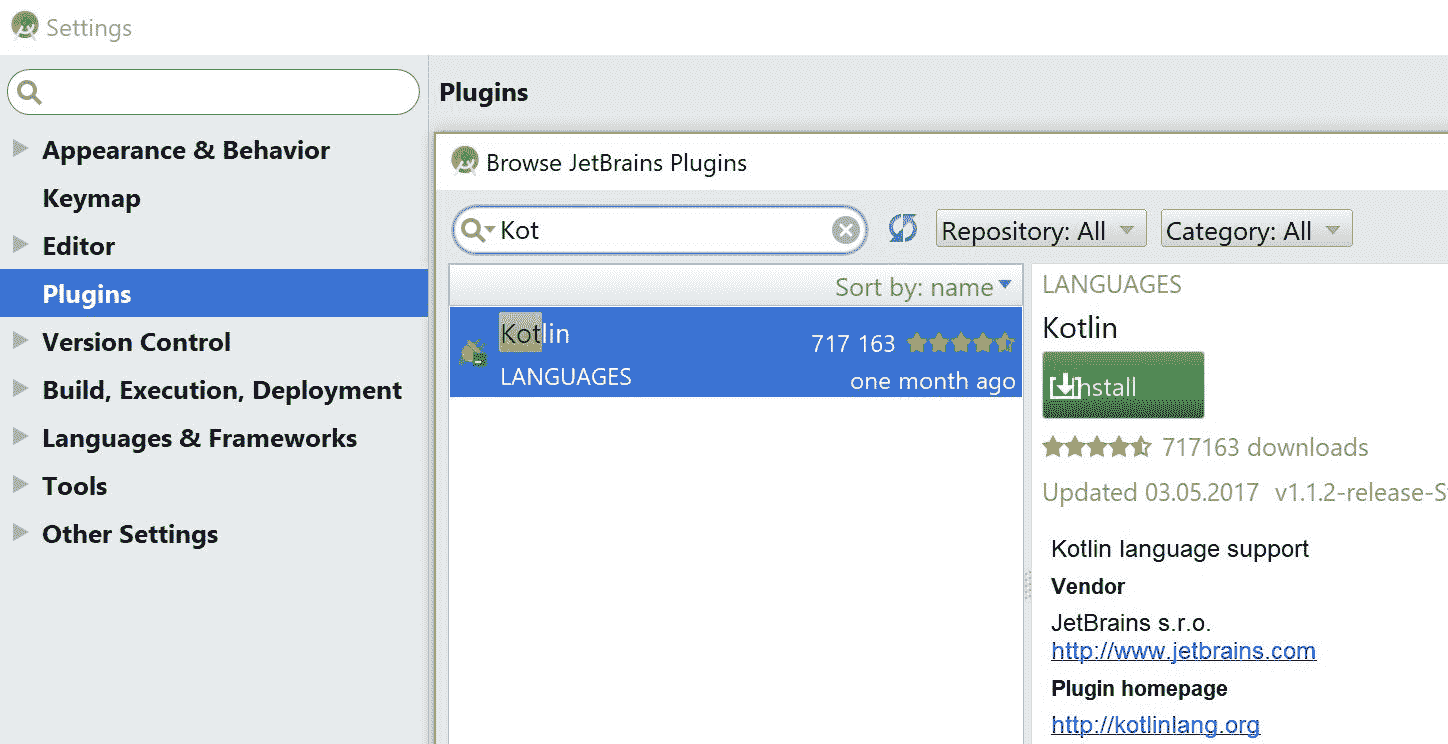 Settings
Appearance & Behavior
Keymap
Editor
Plugins
Version Control
Build, Execution, Deployment
Languages & Frameworks
Tools
Other Settings
Plugins
Browse JetBrains Plugins
Kot
Repository: All
Category: All
Sort by: name
Kotlin
717 163
LANGUAGES
one month ago
LANGUAGES
Kotlin
Install
717163 downloads
Updated 03.05.2017 v1.1.2-release-St
Kotlin language support
Vendor
JetBrains s.r.o.
http://www.jetbrains.com
Plugin homepage
http://kotlinlang.org